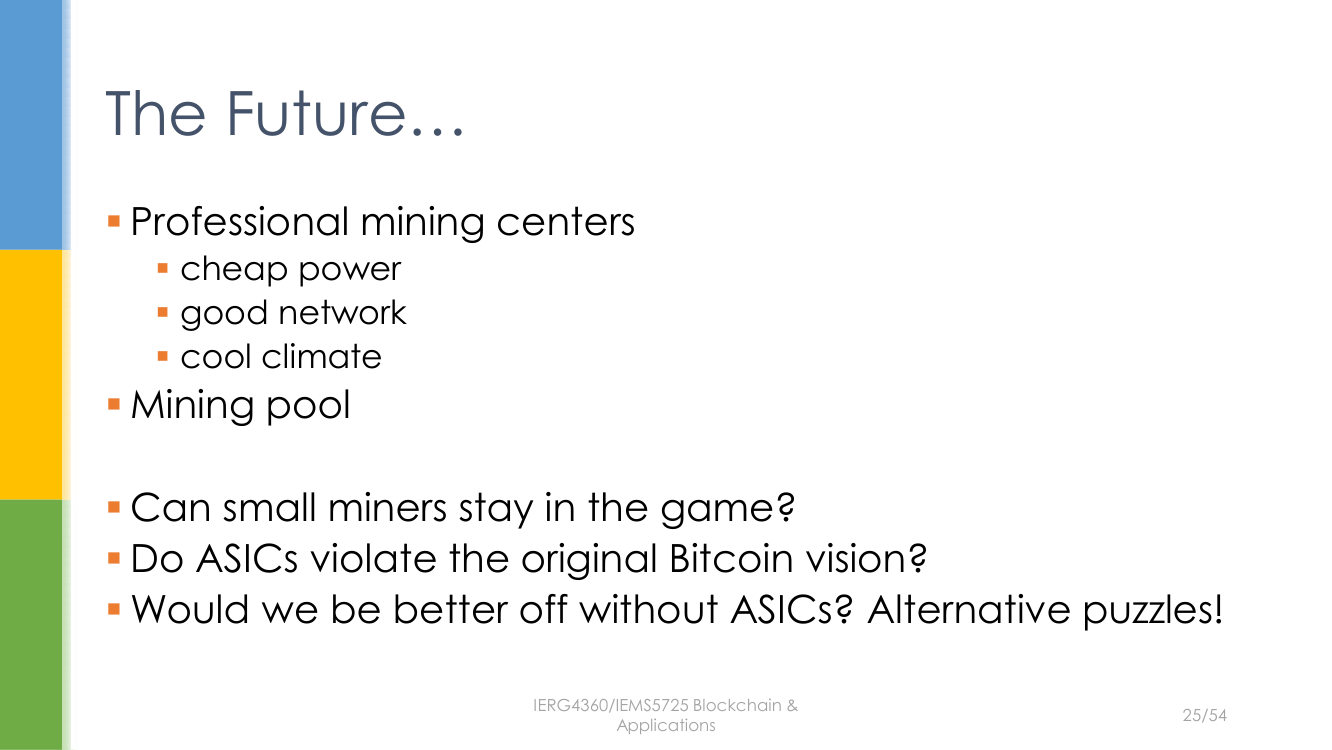 The Future…
Professional mining centers
cheap power
good network
cool climate
Mining pool
Can small miners stay in the game?
Do ASICs violate the original Bitcoin vision?
Would we be better off without ASICs? Alternative puzzles!
IERG4360/IEMS5725 Blockchain &
Applications
25/54